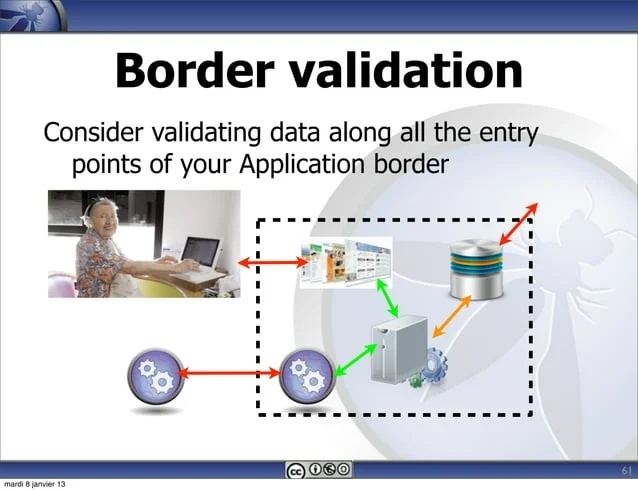 Border validation
Consider validating data along all the entry
points of your Application border
61
mardi 8 janvier 13